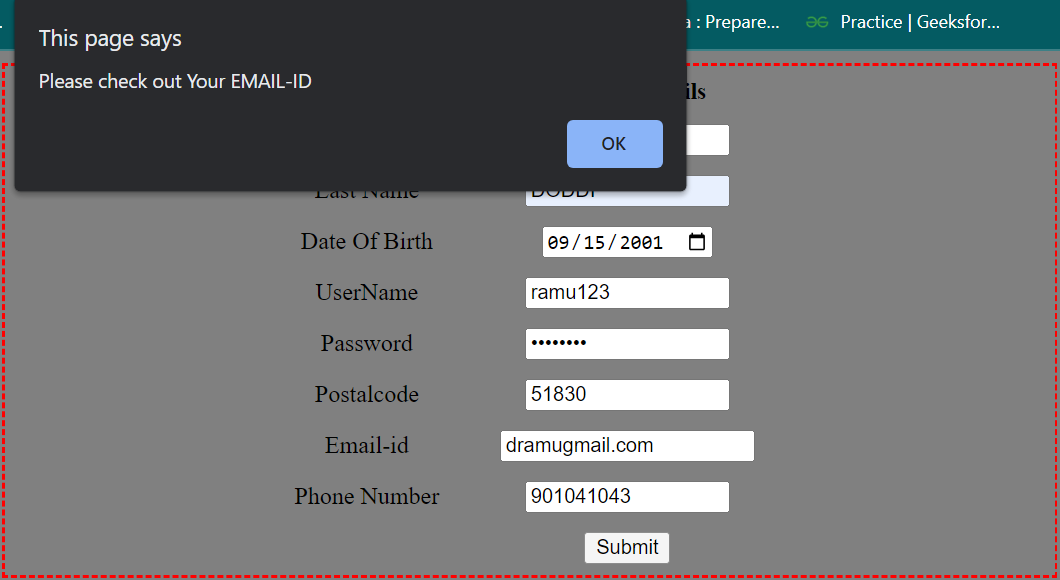 a : Prepare... Practice | Geeksfor...
This page says
Please check out Your EMAIL-ID
OK
ils
Last Name DODDI
Date Of Birth 09/15/2001
UserName ramu123
Password ••••••••
Postalcode 51830
Email-id dramugmail.com
Phone Number 901041043
Submit